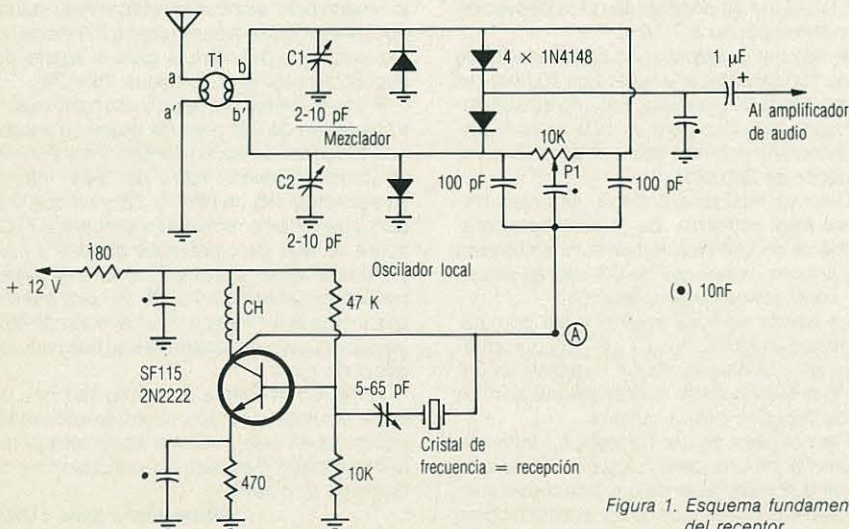 T1
a
b
a'
b'
C1
2-10 pF
4 × 1N4148
1 µF
+
Al amplificador
de audio
Mezclador
10K
P1
C2
2-10 pF
100 pF
100 pF
180
+ 12 V
Oscilador local
CH
47 K
(•) 10nF
A
SF115
2N2222
5-65 pF
470
10K
Cristal de
frecuencia = recepción
Figura 1. Esquema fundamen
del receptor